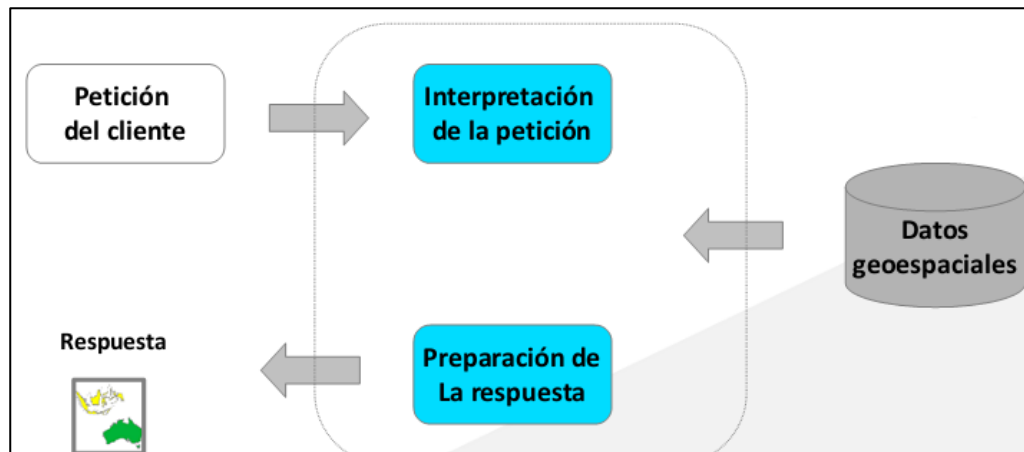 Petición
del cliente
Interpretación
de la petición
Datos
geoespaciales
Respuesta
Preparación de
La respuesta